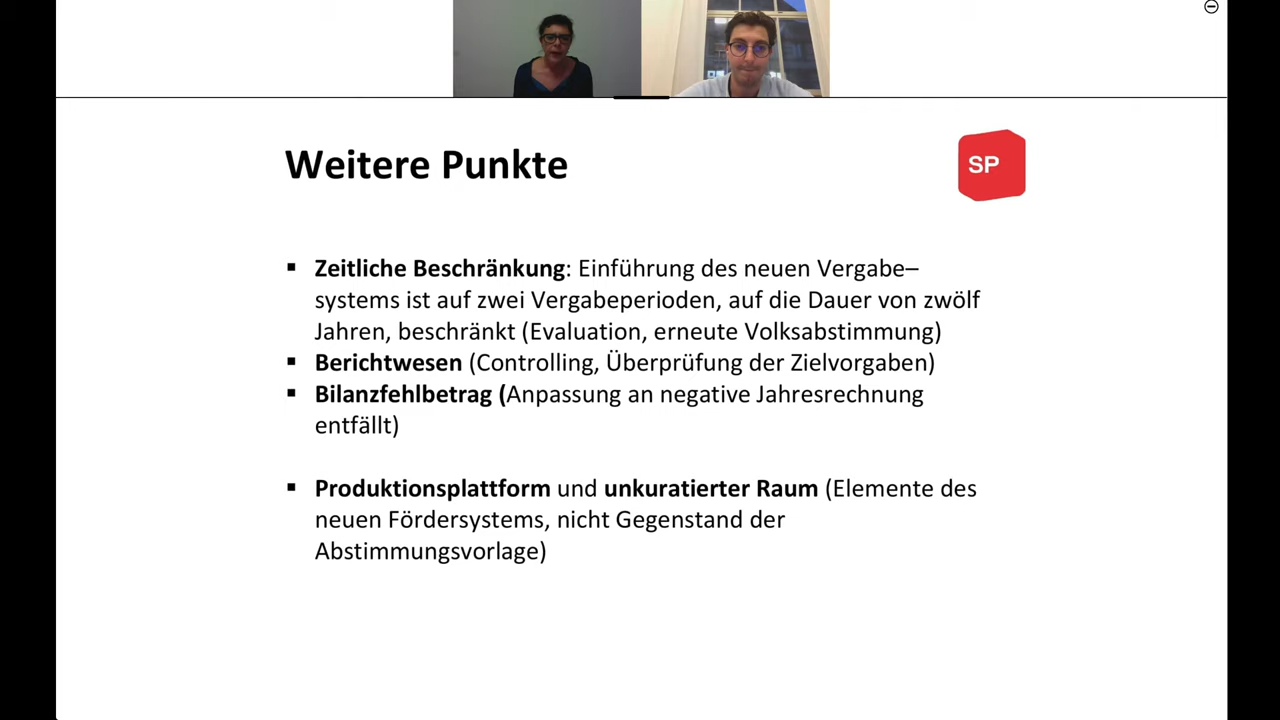 Weitere Punkte
SP
▪ Zeitliche Beschränkung: Einführung des neuen Vergabe–
systems ist auf zwei Vergabeperioden, auf die Dauer von zwölf
Jahren, beschränkt (Evaluation, erneute Volksabstimmung)
▪ Berichtwesen (Controlling, Überprüfung der Zielvorgaben)
▪ Bilanzfehlbetrag (Anpassung an negative Jahresrechnung
entfällt)
▪ Produktionsplattform und unkuratierter Raum (Elemente des
neuen Fördersystems, nicht Gegenstand der
Abstimmungsvorlage)